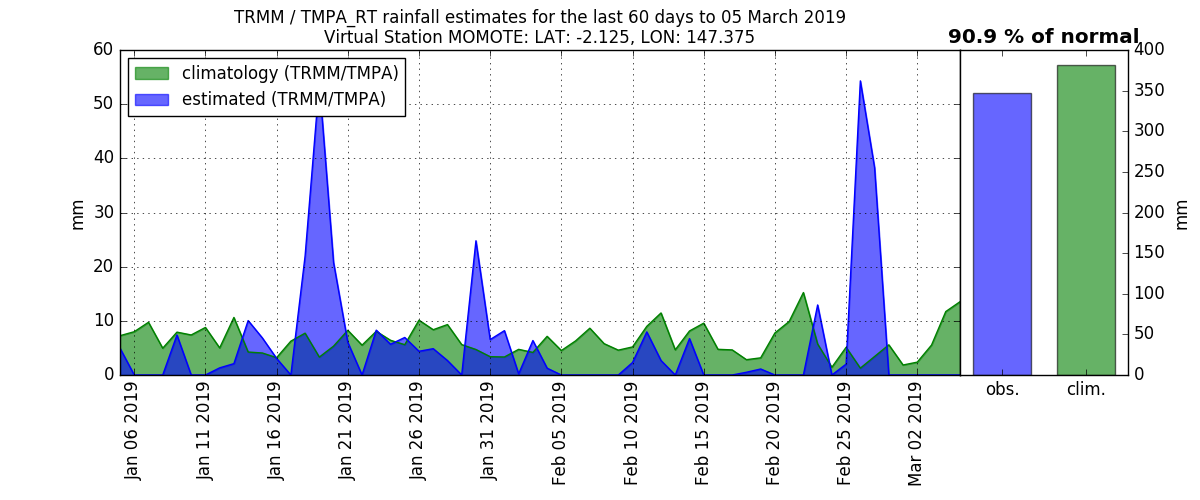 TRMM / TMPA_RT rainfall estimates for the last 60 days to 05 March 2019
Virtual Station MOMOTE: LAT: -2.125, LON: 147.375
90.9 % of normal
climatology (TRMM/TMPA)
estimated (TRMM/TMPA)
60
50
40
30
20
10
0
mm
400
350
300
250
200
150
100
50
0
mm
Jan 06 2019
Jan 11 2019
Jan 16 2019
Jan 21 2019
Jan 26 2019
Jan 31 2019
Feb 05 2019
Feb 10 2019
Feb 15 2019
Feb 20 2019
Feb 25 2019
Mar 02 2019
obs.
clim.